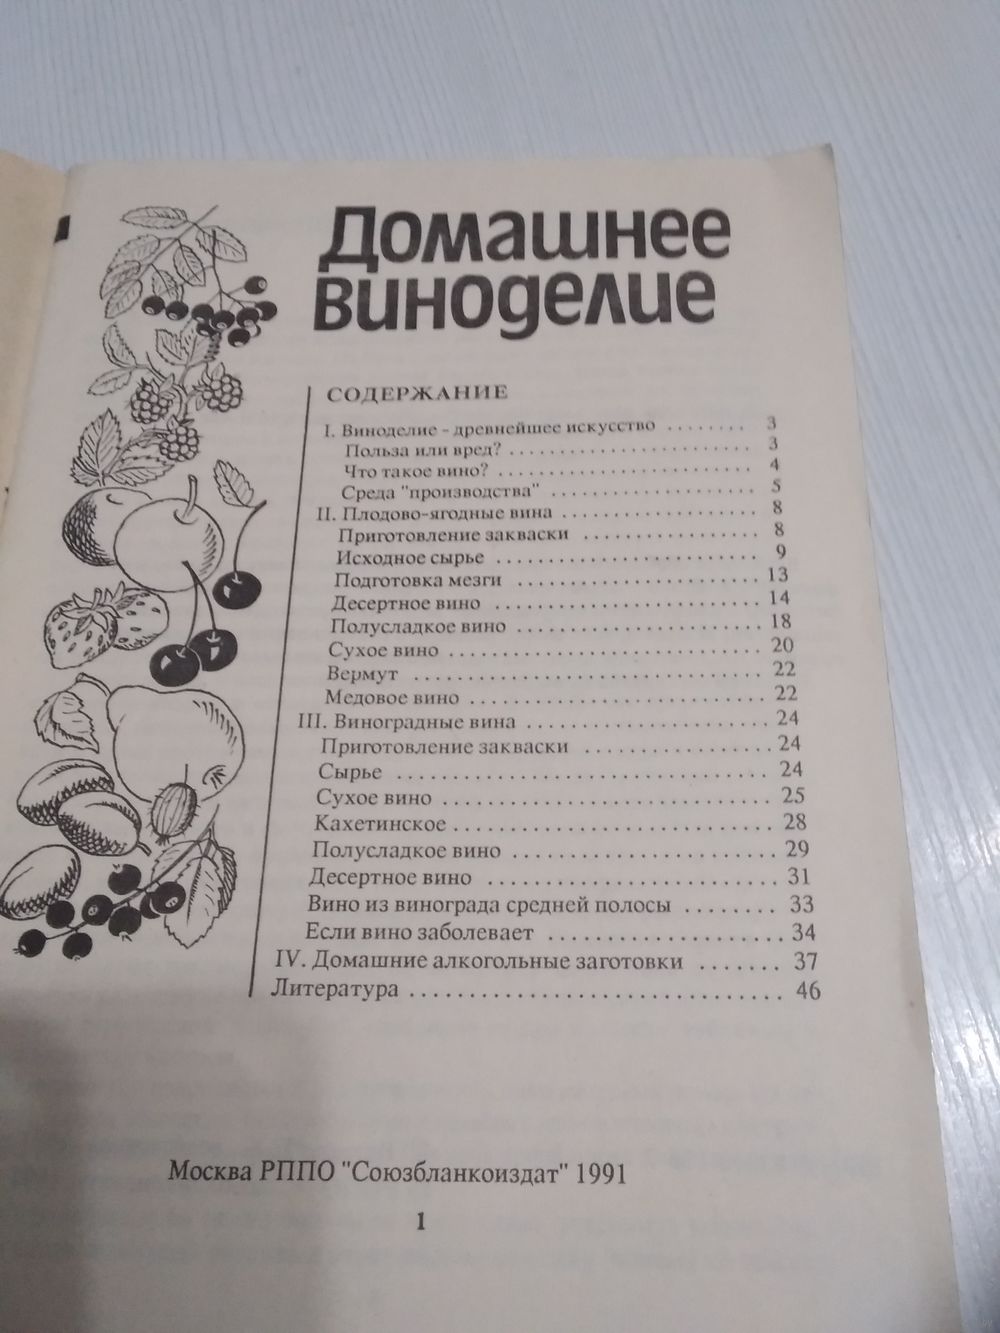 Домашнее
виноделие
СОДЕРЖАНИЕ
I. Виноделие - древнейшее искусство ........ 3
Польза или вред? ........ 3
Что такое вино? ........ 4
Среда "производства" ........ 5
II. Плодово-ягодные вина ........ 8
Приготовление закваски ........ 8
Исходное сырье ........ 9
Подготовка мезги ........ 13
Десертное вино ........ 14
Полусладкое вино ........ 18
Сухое вино ........ 20
Вермут ........ 22
Медовое вино ........ 22
III. Виноградные вина ........ 24
Приготовление закваски ........ 24
Сырье ........ 24
Сухое вино ........ 25
Кахетинское ........ 28
Полусладкое вино ........ 29
Десертное вино ........ 31
Вино из винограда средней полосы ........ 33
Если вино заболевает ........ 34
IV. Домашние алкогольные заготовки ....... 37
Литература ........ 46
Москва РППО "Союзбланкоиздат" 1991
1